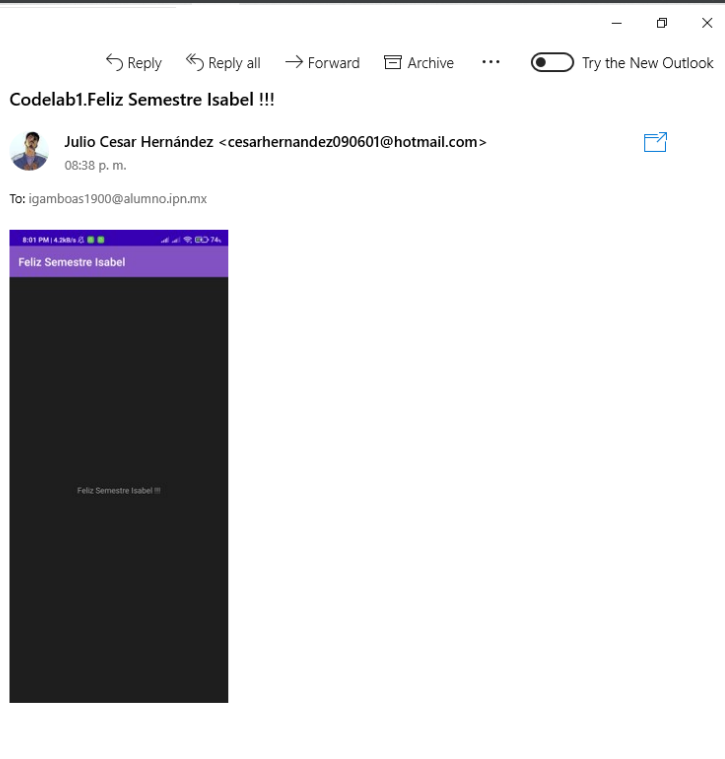 Reply
Reply all
Forward
Archive
Try the New Outlook
Codelab1.Feliz Semestre Isabel !!!
Julio Cesar Hernández <cesarhernandez090601@hotmail.com>
08:38 p. m.
To: igamboas1900@alumno.ipn.mx
8:01 PM | 4.2kB/s
74%
Feliz Semestre Isabel
Feliz Semestre Isabel !!!